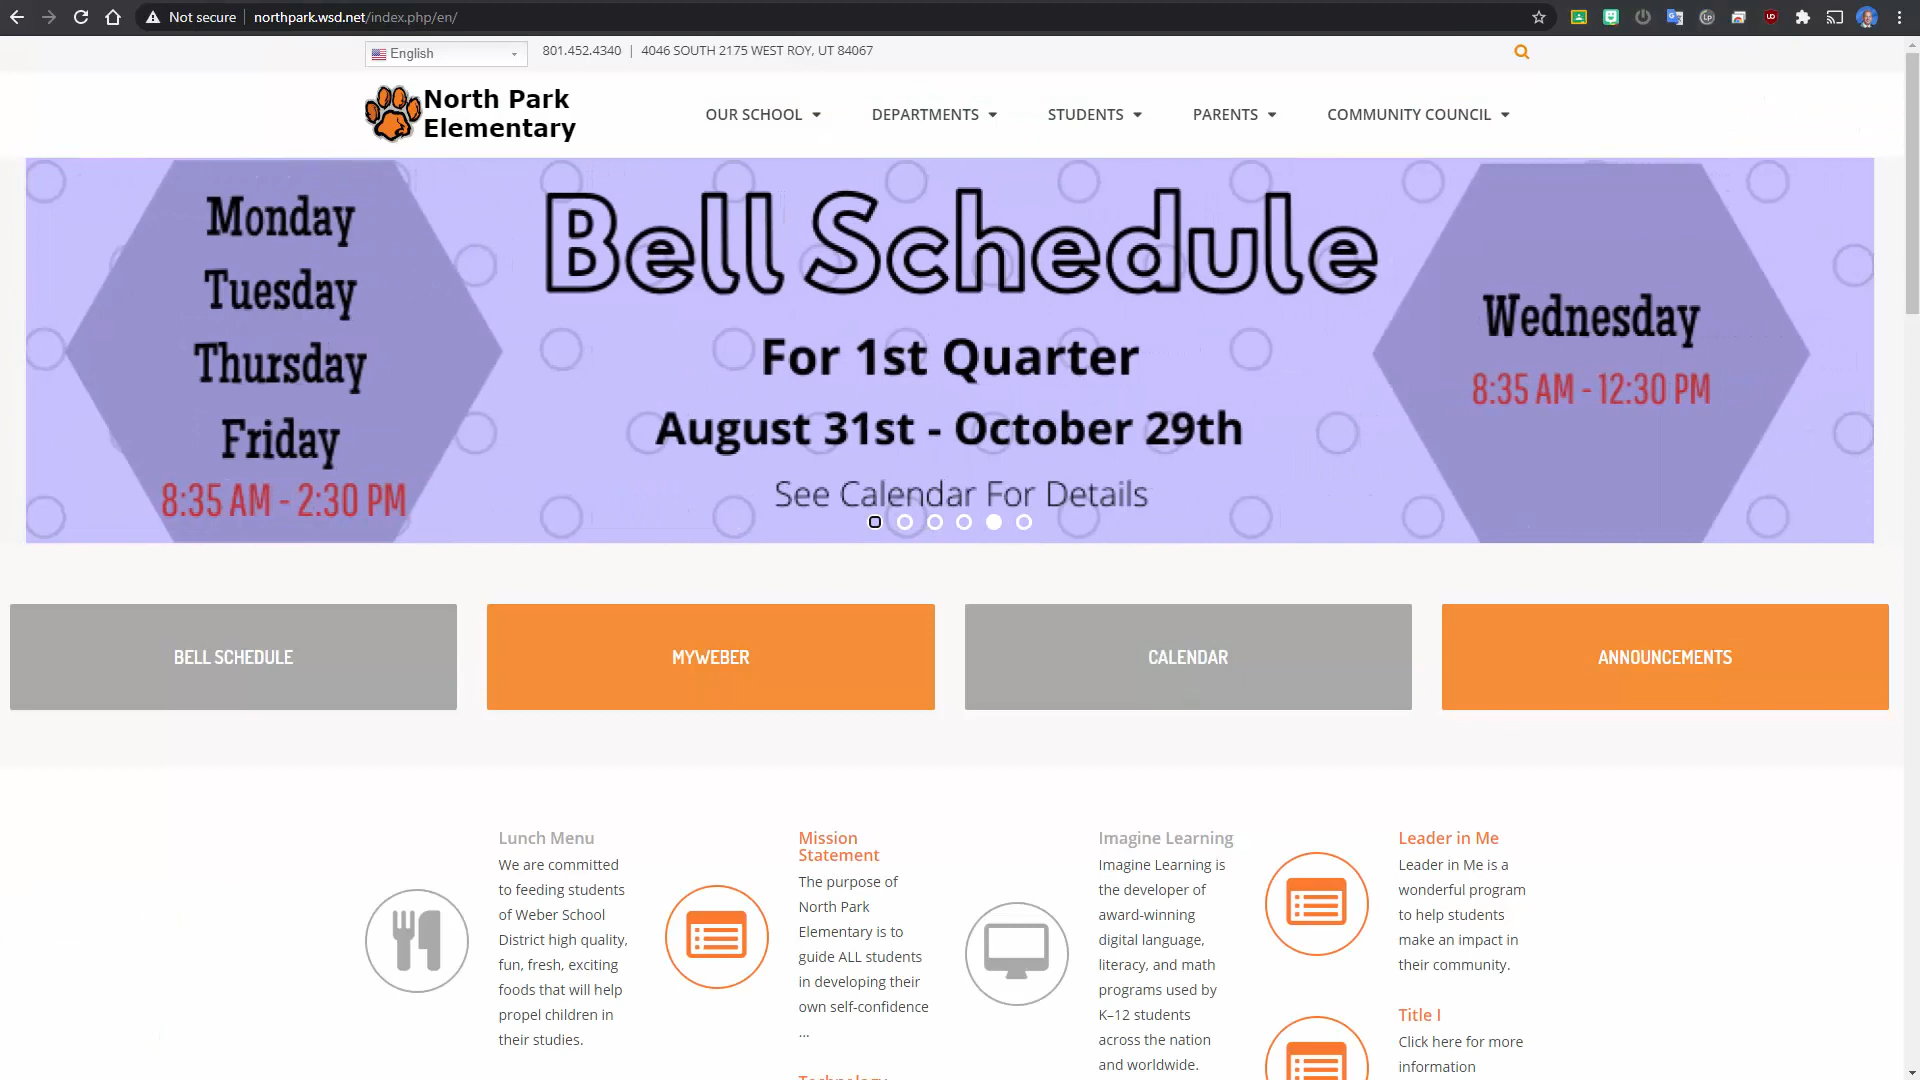 Not secure
northpark.wsd.net/index.php/en/
English
801.452.4340 | 4046 SOUTH 2175 WEST ROY, UT 84067
North Park
Elementary
OUR SCHOOL
DEPARTMENTS
STUDENTS
PARENTS
COMMUNITY COUNCIL
Monday
Tuesday
Thursday
Friday
8:35 AM - 2:30 PM
Bell Schedule
For 1st Quarter
August 31st - October 29th
See Calendar For Details
Wednesday
8:35 AM - 12:30 PM
BELL SCHEDULE
MYWEBER
CALENDAR
ANNOUNCEMENTS
Lunch Menu
We are committed
to feeding students
of Weber School
District high quality,
fun, fresh, exciting
foods that will help
propel children in
their studies.
Mission
Statement
The purpose of
North Park
Elementary is to
guide ALL students
in developing their
own self-confidence
...
Imagine Learning
Imagine Learning is
the developer of
award-winning
digital language,
literacy, and math
programs used by
K–12 students
across the nation
and worldwide.
Leader in Me
Leader in Me is a
wonderful program
to help students
make an impact in
their community.
Title I
Click here for more
information